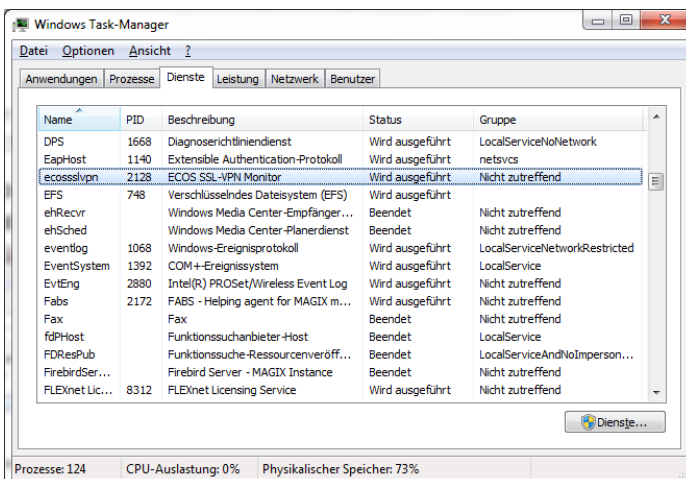 Windows Task-Manager
Datei Optionen Ansicht ?
Anwendungen Prozesse Dienste Leistung Netzwerk Benutzer
Name PID Beschreibung Status Gruppe
DPS 1668 Diagnoserichtliniendienst Wird ausgeführt LocalServiceNoNetwork
EapHost 1140 Extensible Authentication-Protokoll Wird ausgeführt netsvcs
ecossslvpn 2128 ECOS SSL-VPN Monitor Wird ausgeführt Nicht zutreffend
EFS 748 Verschlüsselndes Dateisystem (EFS) Wird ausgeführt
ehRecvr Windows Media Center-Empfänger... Beendet Nicht zutreffend
ehSched Windows Media Center-Planerdienst Beendet Nicht zutreffend
eventlog 1068 Windows-Ereignisprotokoll Wird ausgeführt LocalServiceNetworkRestricted
EventSystem 1392 COM+-Ereignissystem Wird ausgeführt LocalService
EvtEng 2880 Intel(R) PROSet/Wireless Event Log Wird ausgeführt Nicht zutreffend
Fabs 2172 FABS - Helping agent for MAGIX m... Wird ausgeführt Nicht zutreffend
Fax Fax Beendet Nicht zutreffend
fdPHost Funktionssuchanbieter-Host Beendet LocalService
FDResPub Funktionssuche-Ressourcenveröff... Beendet LocalServiceAndNoImperson...
FirebirdSer... Firebird Server - MAGIX Instance Beendet Nicht zutreffend
FLEXnet Lic... 8312 FLEXnet Licensing Service Wird ausgeführt Nicht zutreffend
Dienste...
Prozesse: 124 CPU-Auslastung: 0% Physikalischer Speicher: 73%